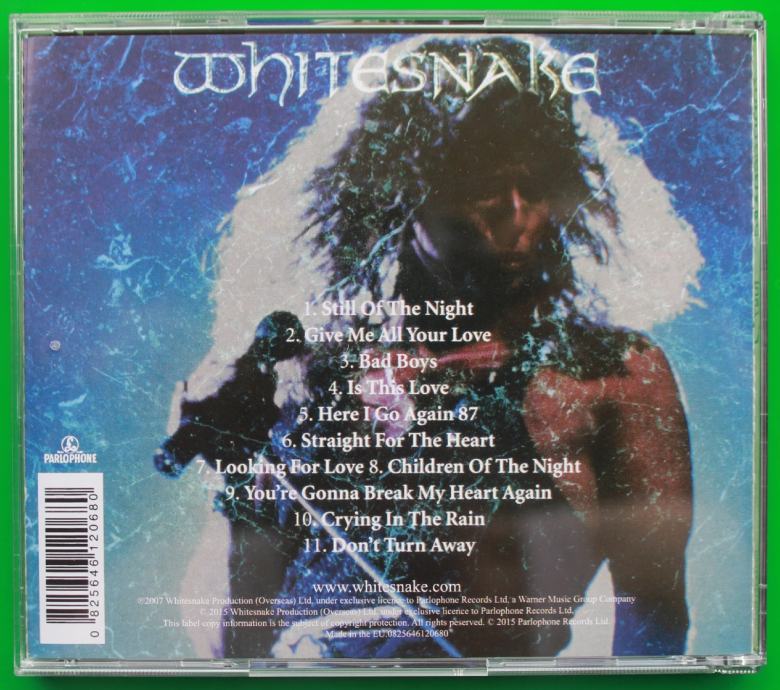 WHITESNAKE
1. Still Of The Night
2. Give Me All Your Love
3. Bad Boys
4. Is This Love
5. Here I Go Again 87
6. Straight For The Heart
7. Looking For Love 8. Children Of The Night
9. You're Gonna Break My Heart Again
10. Crying In The Rain
11. Don't Turn Away
PARLOPHONE
0 825646 120680
www.whitesnake.com
℗2007 Whitesnake Production (Overseas) Ltd, under exclusive licence to Parlophone Records Ltd, a Warner Music Group Company
© 2015 Whitesnake Production (Overseas) Ltd, under exclusive licence to Parlophone Records Ltd.
This label copy information is the subject of copyright protection. All rights reserved. © 2015 Parlophone Records Ltd.
Made in the EU.0825646120680